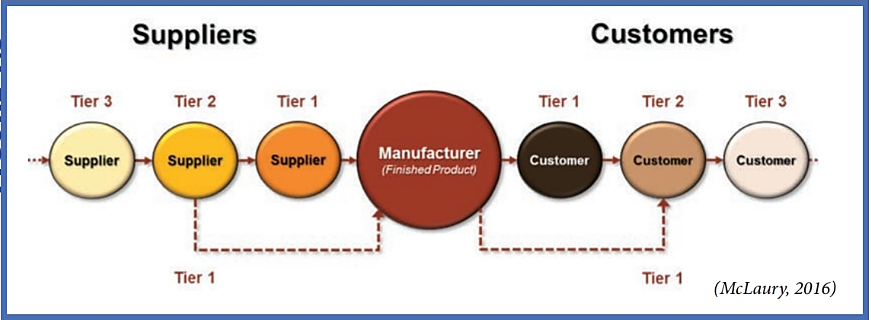 Suppliers
Customers
Tier 3
Tier 2
Tier 1
Tier 1
Tier 2
Tier 3
Supplier
Supplier
Supplier
Manufacturer
(Finished Product)
Customer
Customer
Customer
Tier 1
Tier 1
(McLaury, 2016)